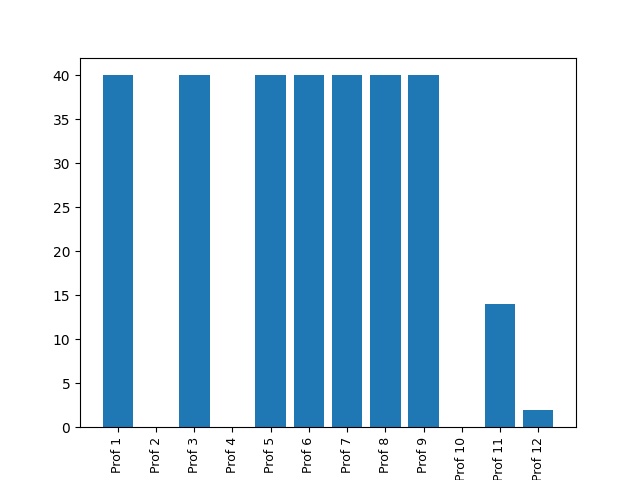 40
35
30
25
20
15
10
5
0
Prof 1
Prof 2
Prof 3
Prof 4
Prof 5
Prof 6
Prof 7
Prof 8
Prof 9
Prof 10
Prof 11
Prof 12